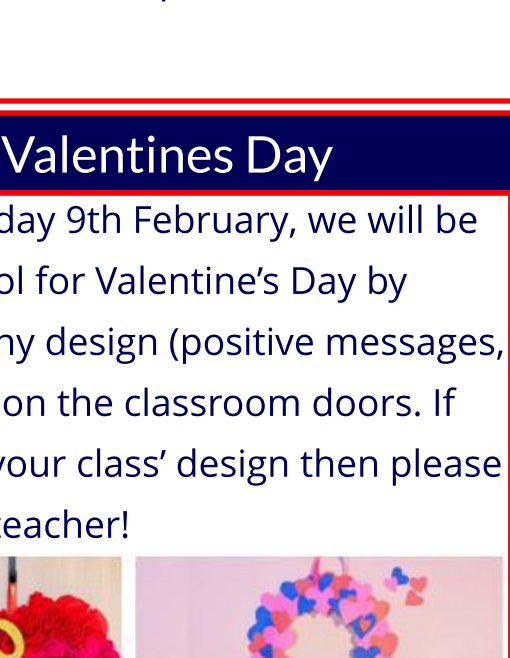 Valentines Day
day 9th February, we will be
ol for Valentine’s Day by
ny design (positive messages,
on the classroom doors. If
your class’ design then please
teacher!